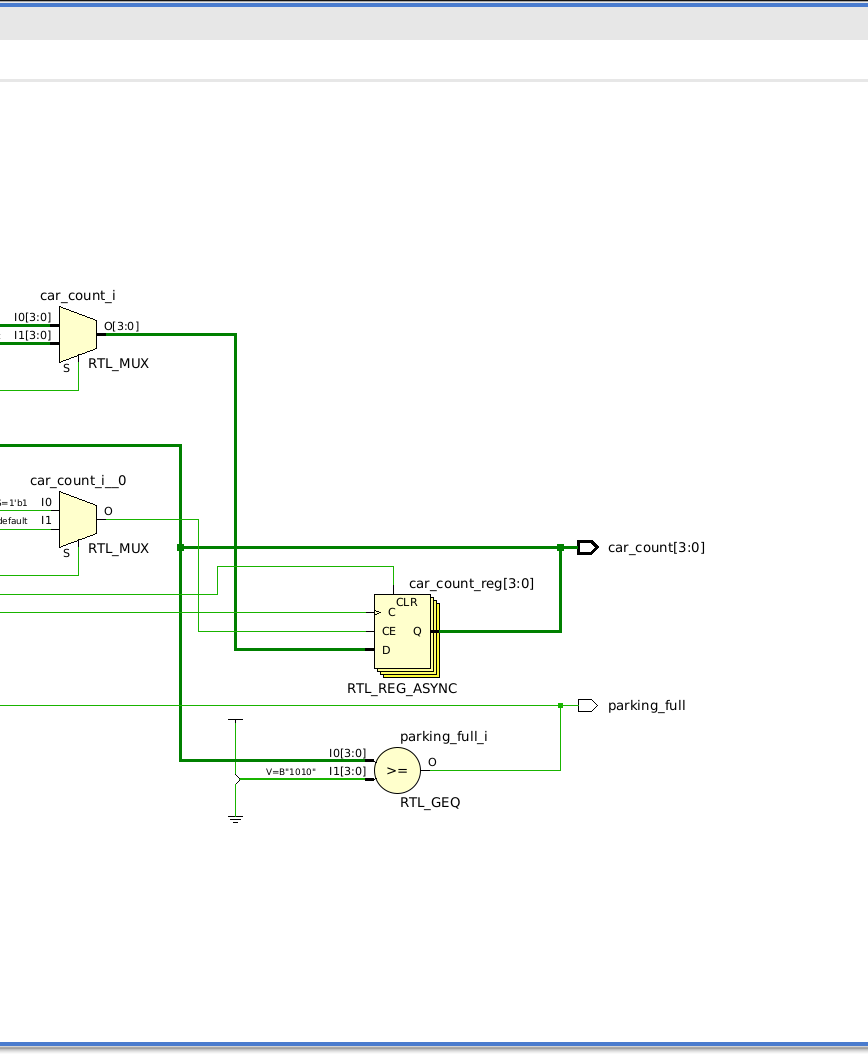 car_count_i
I0[3:0]
O[3:0]
I1[3:0]
S
RTL_MUX
car_count_i__0
=1'b1
I0
O
default
I1
S
RTL_MUX
car_count[3:0]
car_count_reg[3:0]
CLR
C
CE
Q
D
RTL_REG_ASYNC
parking_full
parking_full_i
I0[3:0]
O
V=B"1010"
I1[3:0]
>=
RTL_GEQ